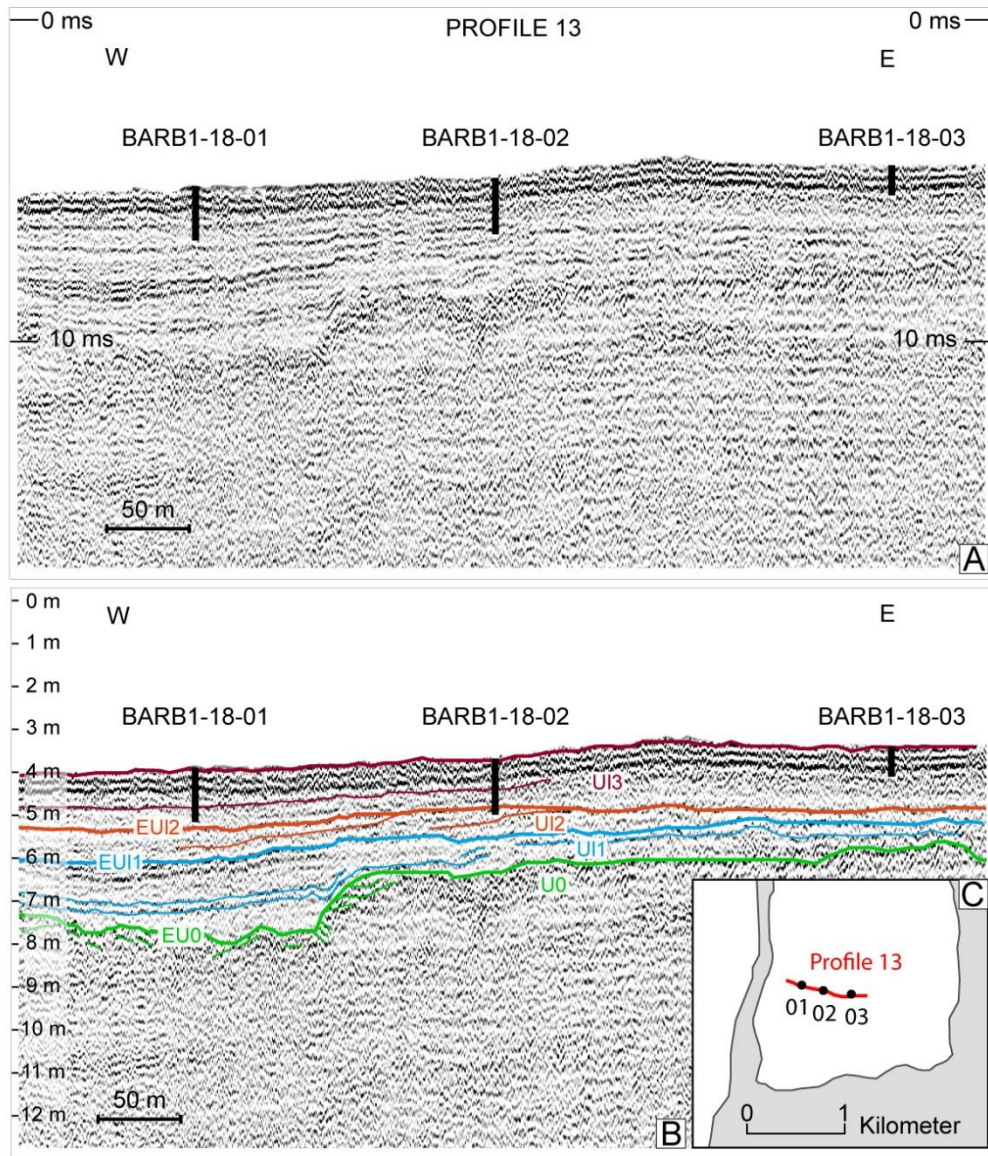 0 ms PROFILE 13 0 ms
W E
BARB1-18-01 BARB1-18-02 BARB1-18-03
10 ms 10 ms
50 m
A
0 m W E
1 m
2 m
BARB1-18-01 BARB1-18-02 BARB1-18-03
3 m
4 m
UI3
5 m
EUI2 UI2
EUI1 UI1
6 m
U0
7 m
EU0
8 m
9 m
10 m
11 m
12 m
50 m
B
C
Profile 13
01 02 03
0 1 Kilometer